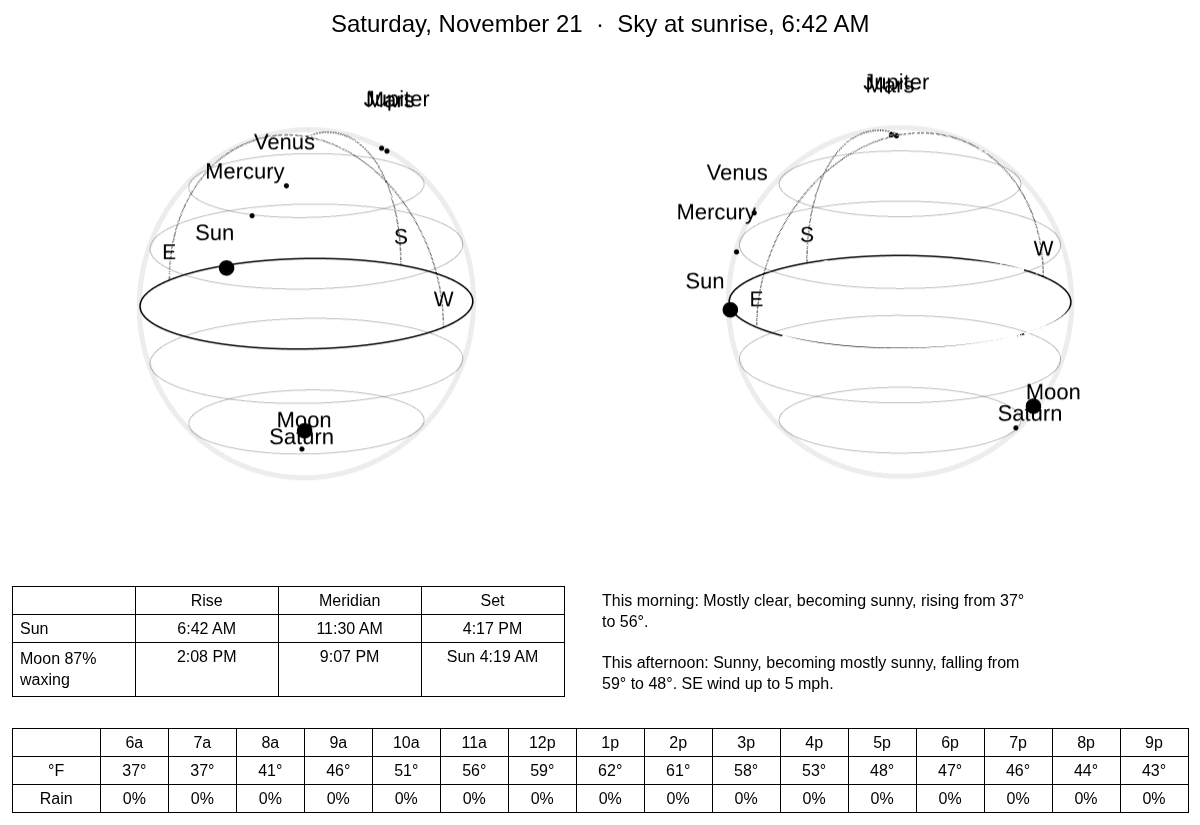 Saturday, November 21 · Sky at sunrise, 6:42 AM
Jupiter
Mars
Venus
Mercury
Sun
E
S
W
Moon
Saturn
Jupiter
Mars
Venus
Mercury
S
W
Sun
E
Moon
Saturn
Rise Meridian Set
Sun 6:42 AM 11:30 AM 4:17 PM
Moon 87% 2:08 PM 9:07 PM Sun 4:19 AM
waxing
This morning: Mostly clear, becoming sunny, rising from 37°
to 56°.
This afternoon: Sunny, becoming mostly sunny, falling from
59° to 48°. SE wind up to 5 mph.
6a 7a 8a 9a 10a 11a 12p 1p 2p 3p 4p 5p 6p 7p 8p 9p
°F 37° 37° 41° 46° 51° 56° 59° 62° 61° 58° 53° 48° 47° 46° 44° 43°
Rain 0% 0% 0% 0% 0% 0% 0% 0% 0% 0% 0% 0% 0% 0% 0% 0%